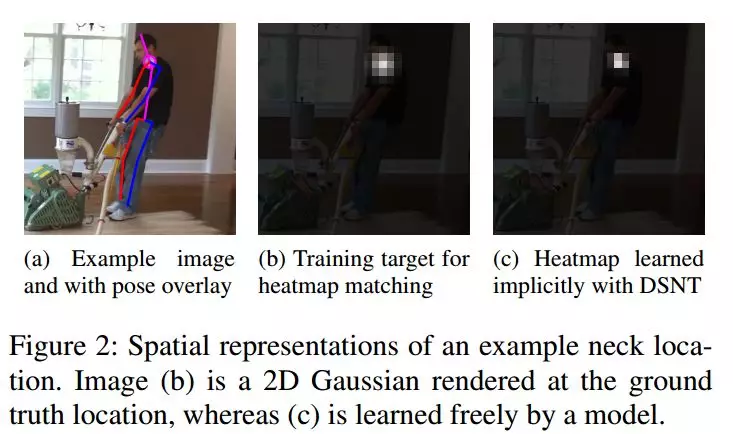 (a) Example image
and with pose overlay
(b) Training target for
heatmap matching
(c) Heatmap learned
implicitly with DSNT
Figure 2: Spatial representations of an example neck loca-
tion. Image (b) is a 2D Gaussian rendered at the ground
truth location, whereas (c) is learned freely by a model.